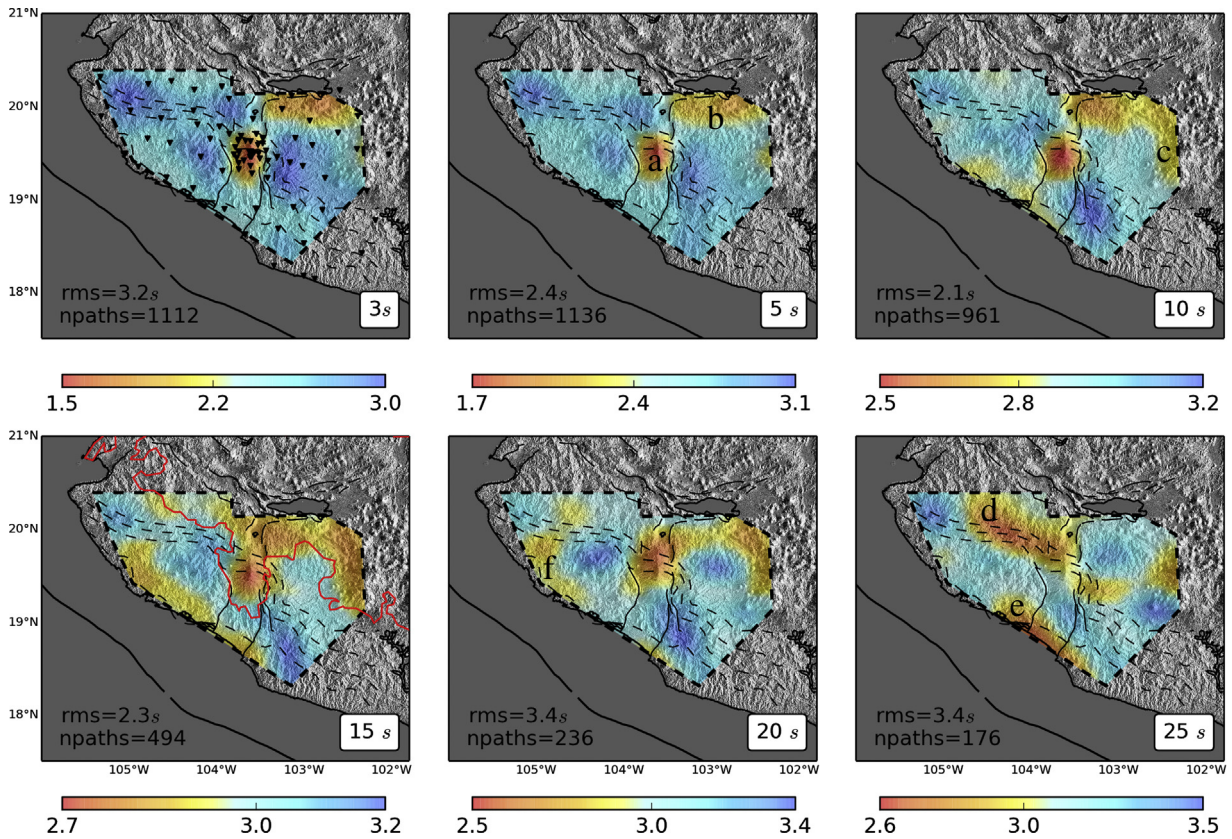 21°N
20°N
19°N
18°N
rms=3.2s
npaths=1112
3s
a
b
rms=2.4s
npaths=1136
5 s
c
rms=2.1s
npaths=961
10 s
1.5 2.2 3.0
1.7 2.4 3.1
2.5 2.8 3.2
21°N
20°N
19°N
18°N
rms=2.3s
npaths=494
15 s
f
rms=3.4s
npaths=236
20 s
d
e
rms=3.4s
npaths=176
25 s
105°W 104°W 103°W 102°W
105°W 104°W 103°W 102°W
105°W 104°W 103°W 102°W
2.7 3.0 3.2
2.5 3.0 3.4
2.6 3.0 3.5